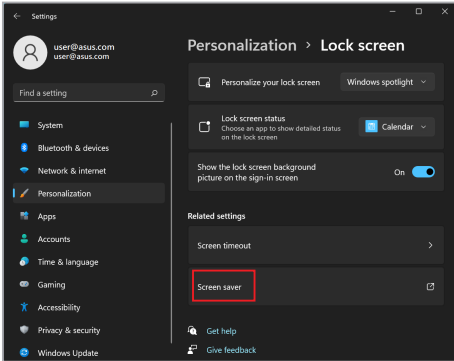 Settings
user@asus.com
user@asus.com
Find a setting
System
Bluetooth & devices
Network & internet
Personalization
Apps
Accounts
Time & language
Gaming
Accessibility
Privacy & security
Windows Update
Personalization > Lock screen
Personalize your lock screen
Windows spotlight
Lock screen status
Choose an app to show detailed status
on the lock screen
Calendar
Show the lock screen background
picture on the sign-in screen
On
Related settings
Screen timeout
Screen saver
Get help
Give feedback